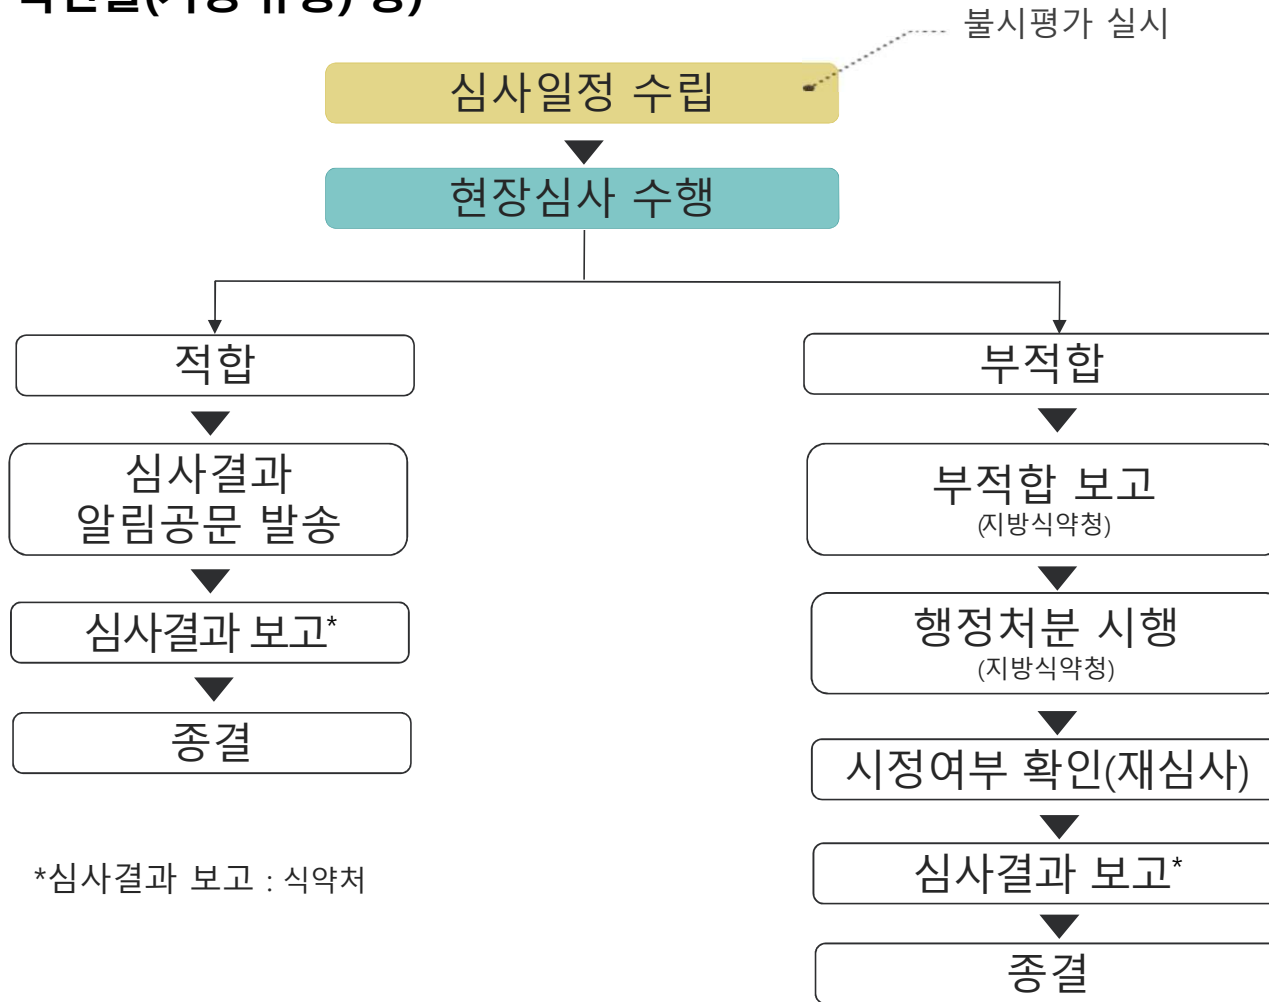 불시평가 실시
심사일정 수립
현장심사 수행
적합
심사결과
알림공문 발송
심사결과 보고*
종결
*심사결과 보고 : 식약처
부적합
부적합 보고
(지방식약청)
행정처분 시행
(지방식약청)
시정여부 확인(재심사)
심사결과 보고*
종결